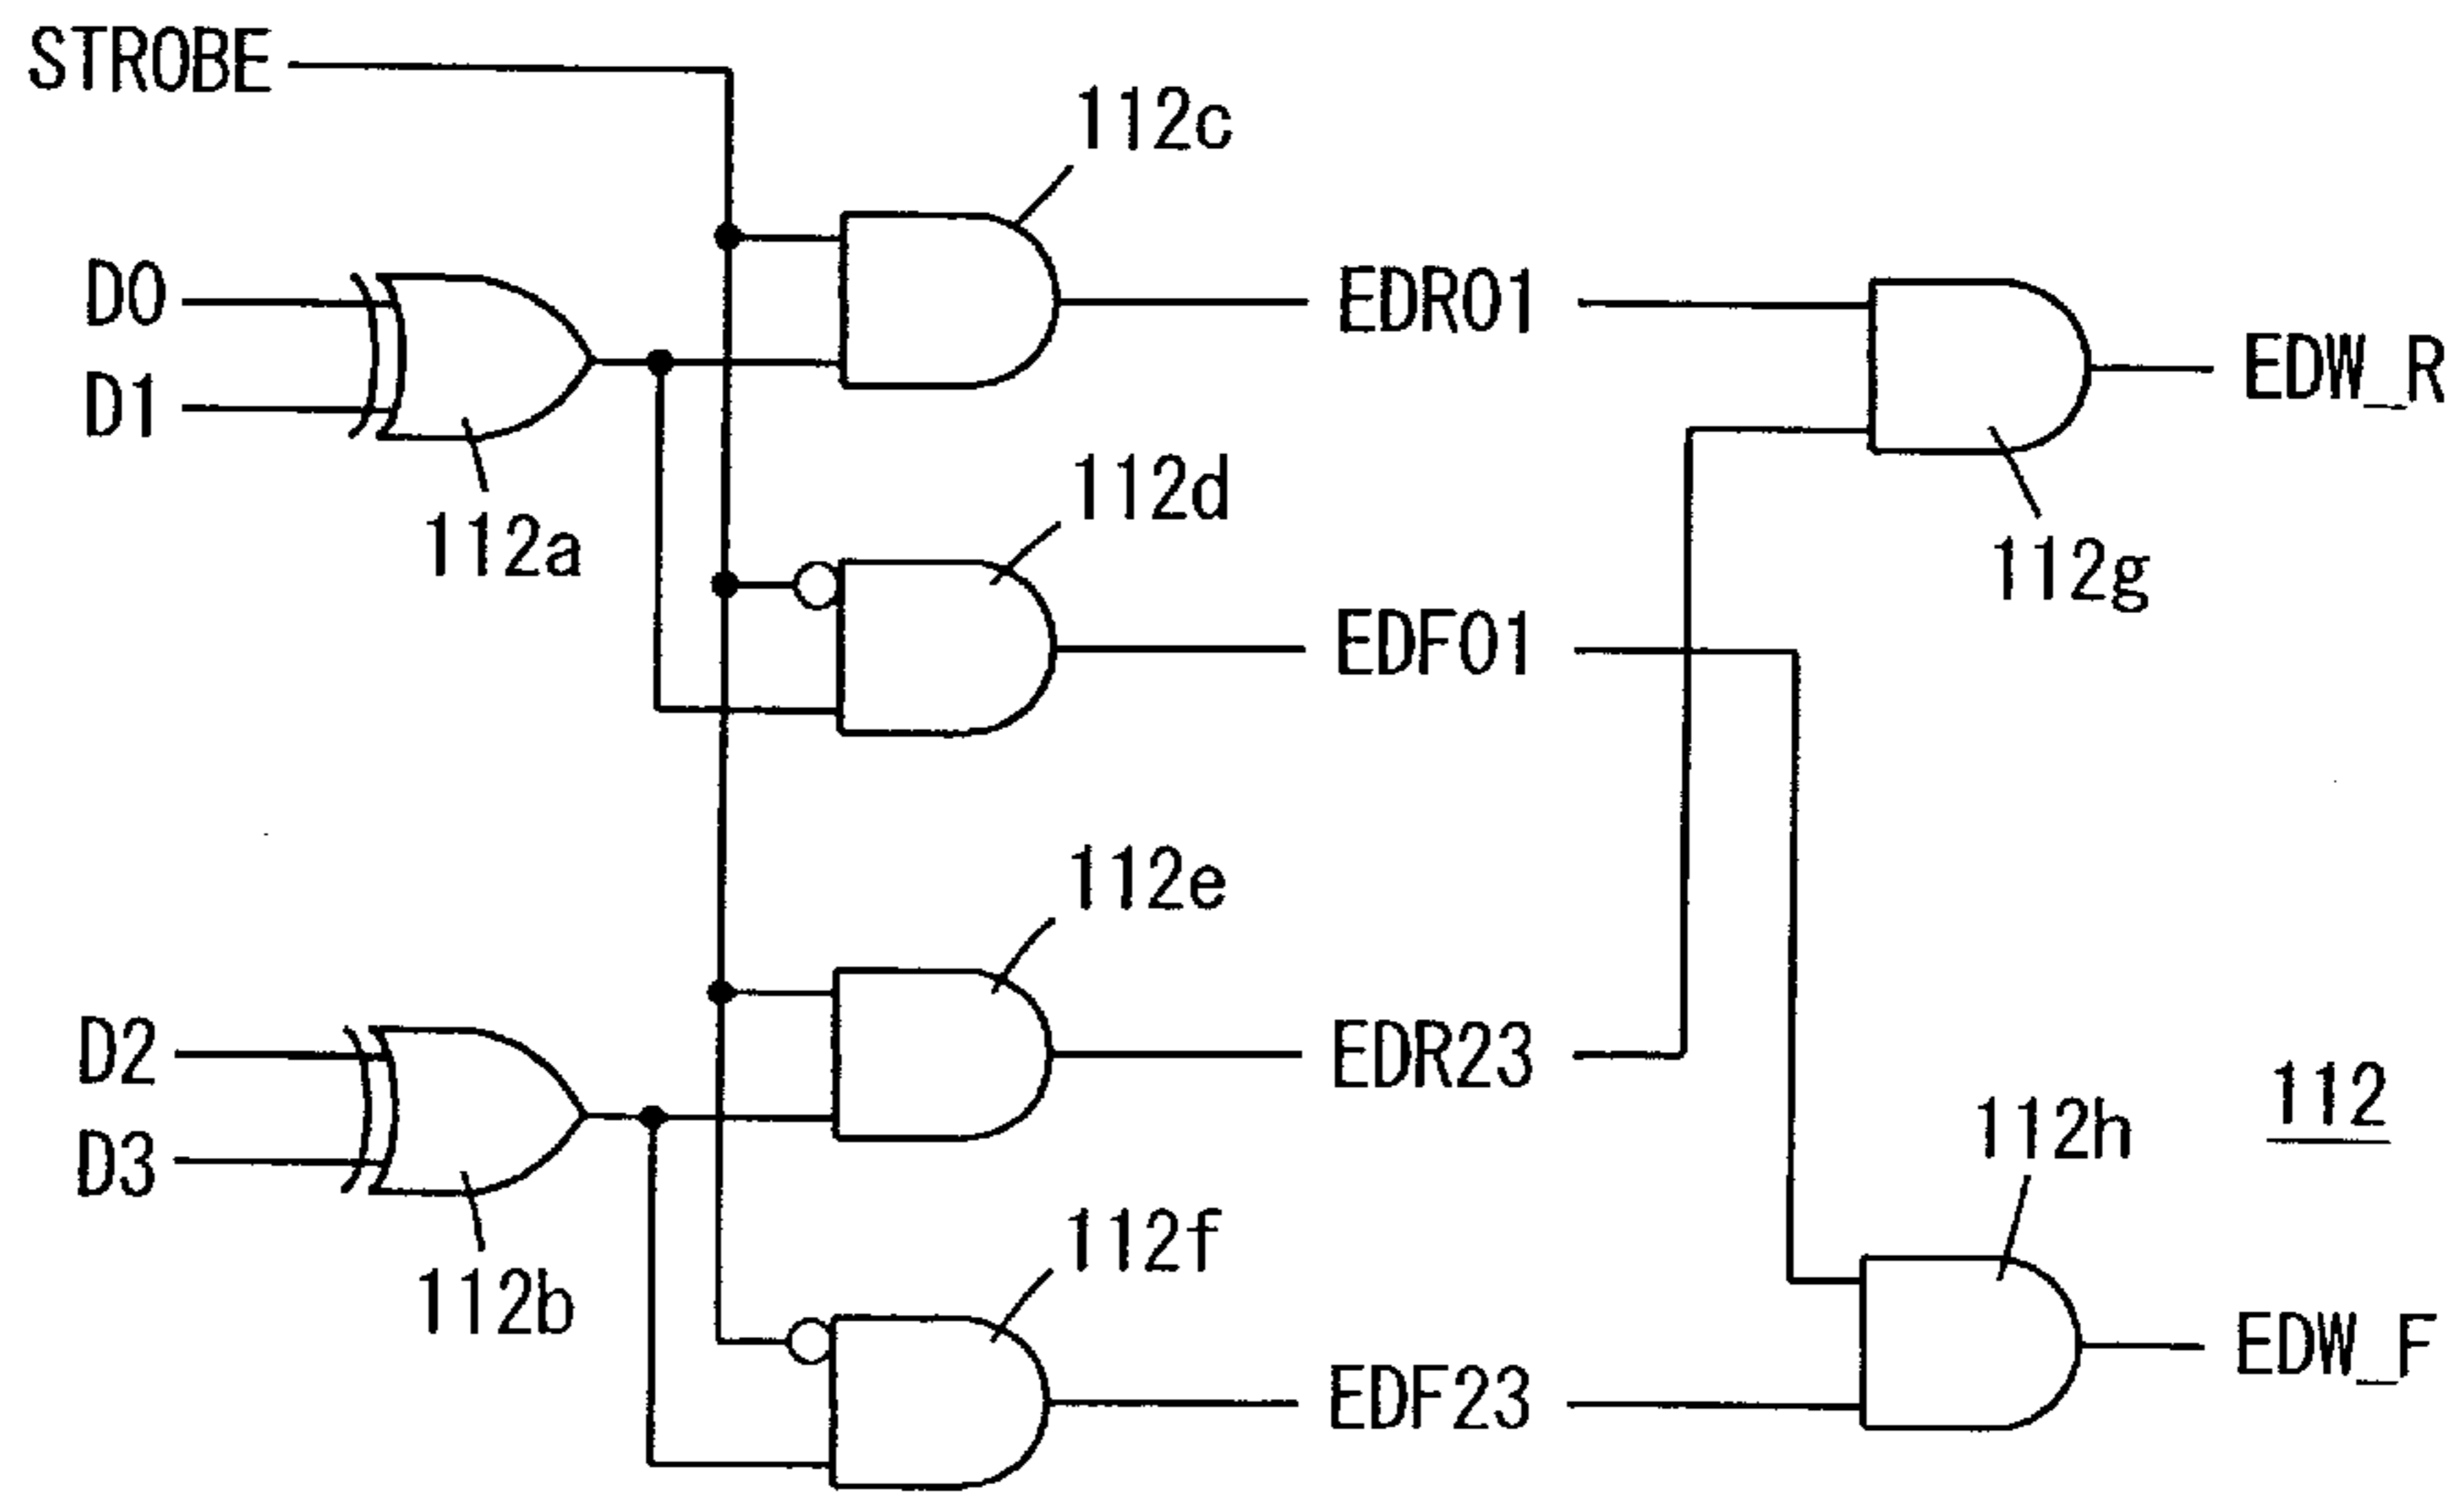 STROBE
112c
D0
EDR01
EDW_R
D1
112d
112a
112g
EDF01
112e
D2
EDR23
112
112h
D3
112f
112b
EDW_F
EDF23